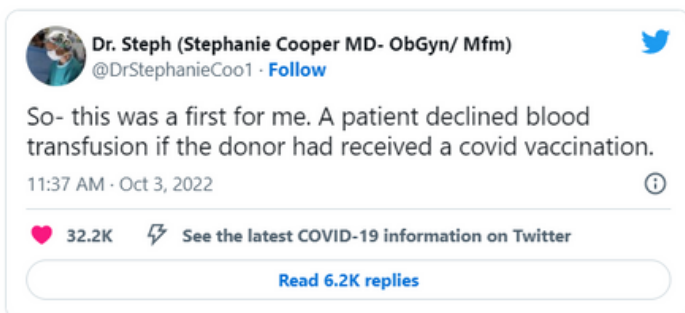 Dr. Steph (Stephanie Cooper MD- ObGyn/ Mfm)
@DrStephanieCoo1 · Follow
So- this was a first for me. A patient declined blood
transfusion if the donor had received a covid vaccination.
11:37 AM · Oct 3, 2022
32.2K See the latest COVID-19 information on Twitter
Read 6.2K replies